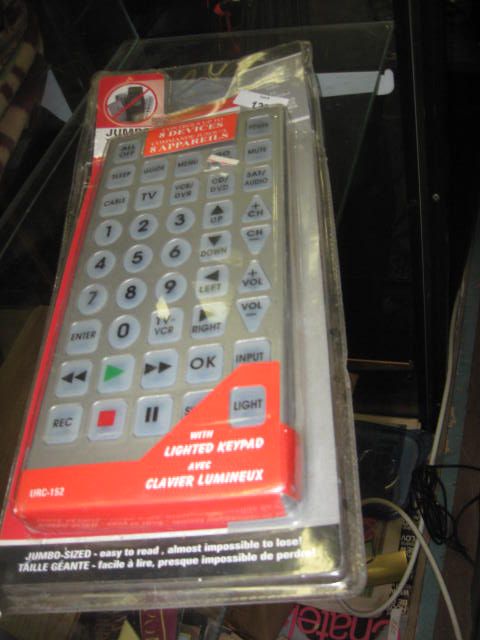 JUMBO
CONTROLS UP TO
8 DEVICES
8 APPAREILS
ALL OFF
POWER
SLEEP
GUIDE
MENU
MUTE
CABLE
TV
VCR/DVR
CD/DVD
SAT/AUDIO
1
2
3
UP
+ CH
4
5
6
DOWN
CH −
7
8
9
LEFT
+ VOL
ENTER
0
TV-VCR
RIGHT
VOL −
OK
INPUT
REC
LIGHT
WITH
LIGHTED KEYPAD
AVEC
CLAVIER LUMINEUX
URC-152
JUMBO-SIZED - easy to read , almost impossible to lose!
TAILLE GÉANTE - facile à lire, presque impossible de perdre!